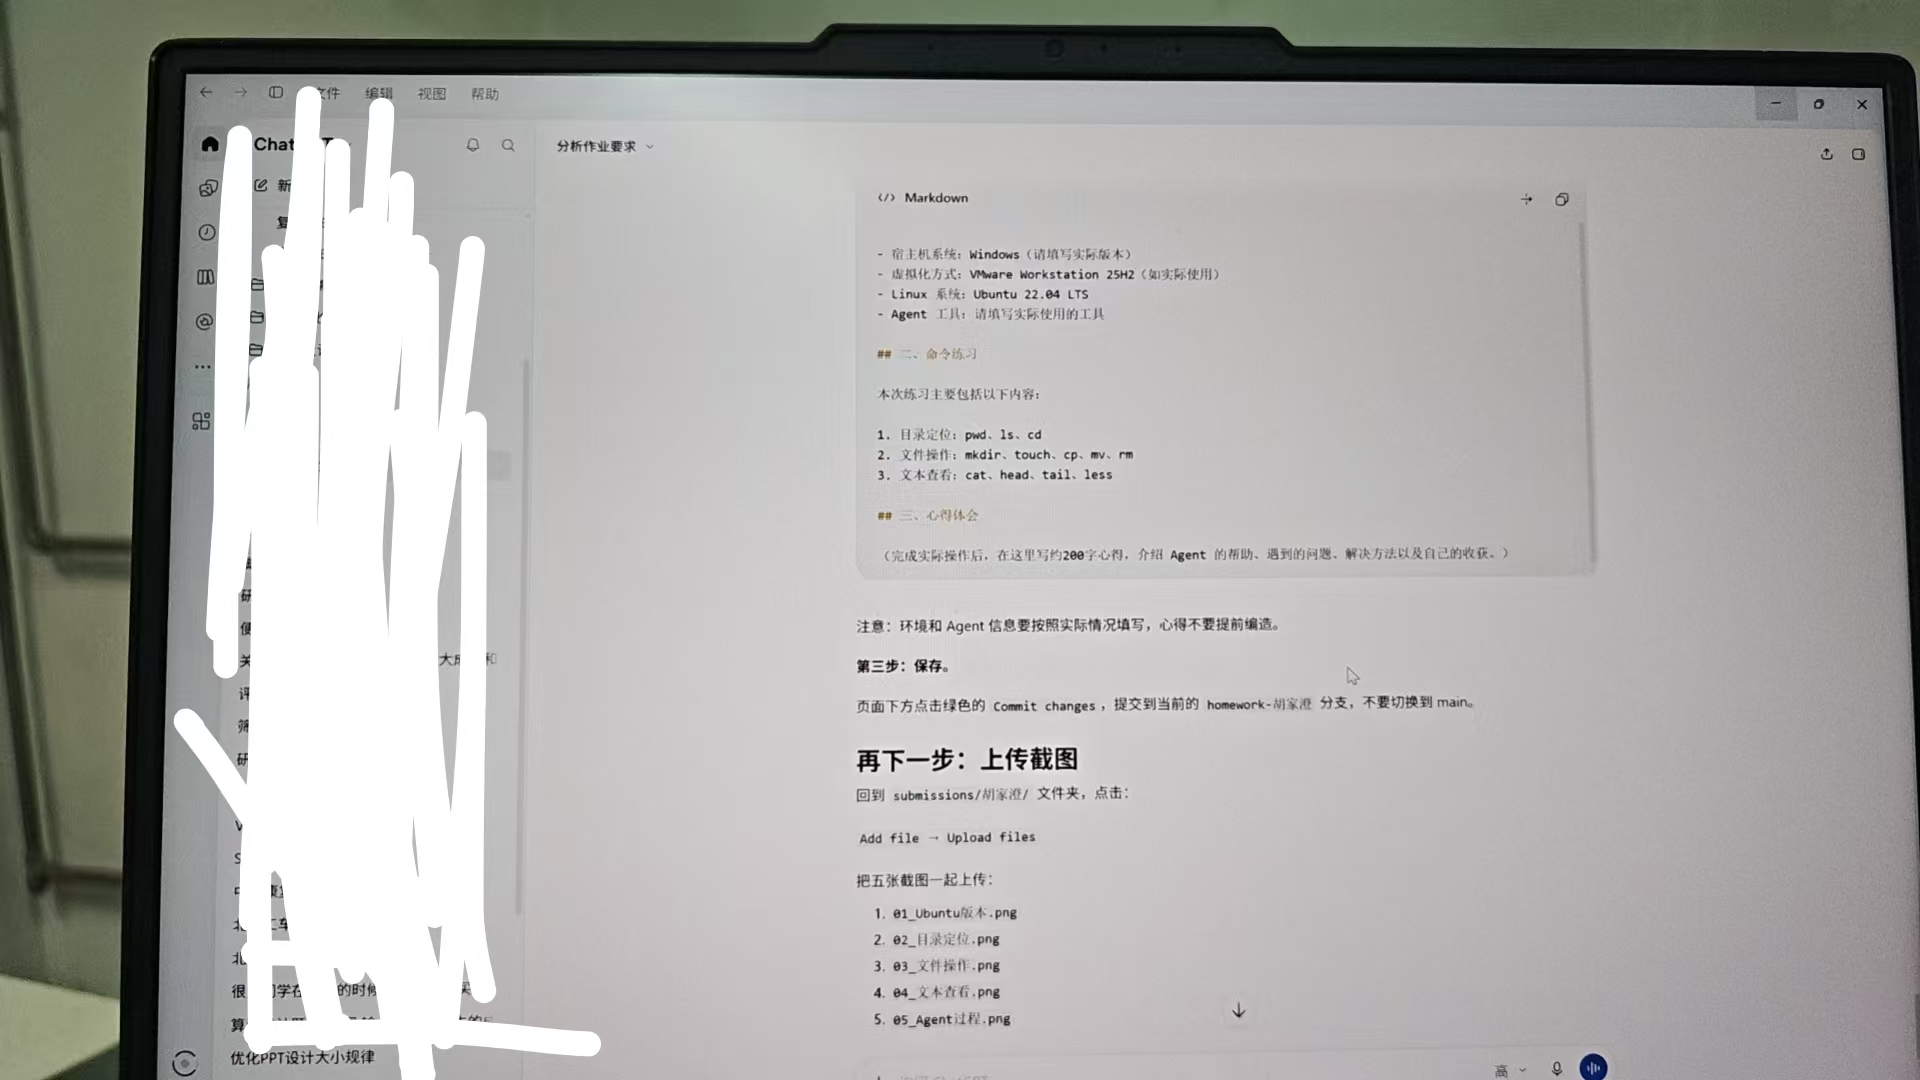 文件 编辑 视图 帮助
Chat
分析作业要求
新
</> Markdown
- 宿主机系统：Windows（请填写实际版本）
- 虚拟化方式：VMware Workstation 25H2（如实际使用）
- Linux 系统：Ubuntu 22.04 LTS
- Agent 工具：请填写实际使用的工具
## 二、命令练习
本次练习主要包括以下内容：
1. 目录定位：pwd、ls、cd
2. 文件操作：mkdir、touch、cp、mv、rm
3. 文本查看：cat、head、tail、less
## 三、心得体会
（完成实际操作后，在这里写约200字心得，介绍 Agent 的帮助、遇到的问题、解决方法以及自己的收获。）
注意：环境和 Agent 信息要按照实际情况填写，心得不要提前编造。
第三步：保存。
页面下方点击绿色的 Commit changes，提交到当前的 homework-胡家澄 分支，不要切换到 main。
再下一步：上传截图
回到 submissions/胡家澄/ 文件夹，点击：
Add file → Upload files
把五张截图一起上传：
1. 01_Ubuntu版本.png
2. 02_目录定位.png
3. 03_文件操作.png
4. 04_文本查看.png
5. 05_Agent过程.png
研
便
关
评
筛
研
优化PPT设计大小规律
高